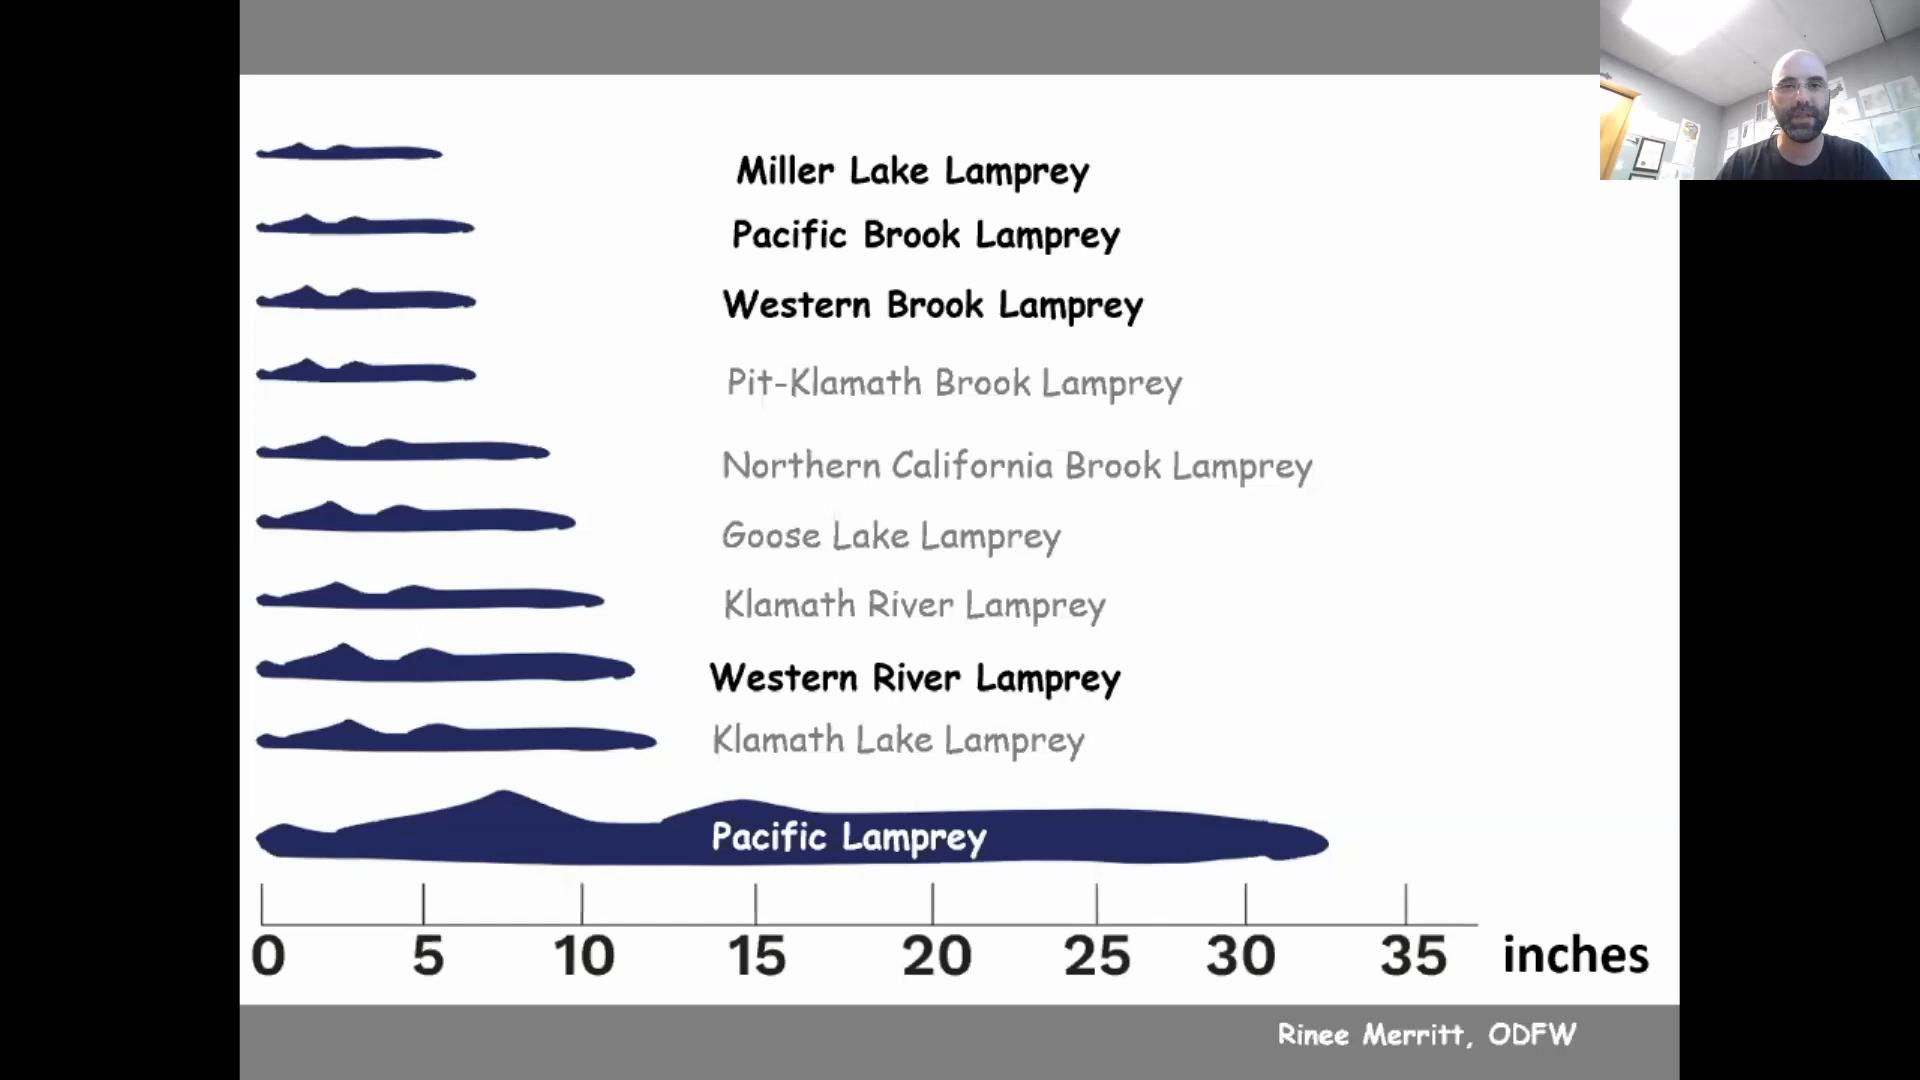 Miller Lake Lamprey
Pacific Brook Lamprey
Western Brook Lamprey
Pit-Klamath Brook Lamprey
Northern California Brook Lamprey
Goose Lake Lamprey
Klamath River Lamprey
Western River Lamprey
Klamath Lake Lamprey
Pacific Lamprey
0 5 10 15 20 25 30 35 inches
Rinee Merritt, ODFW